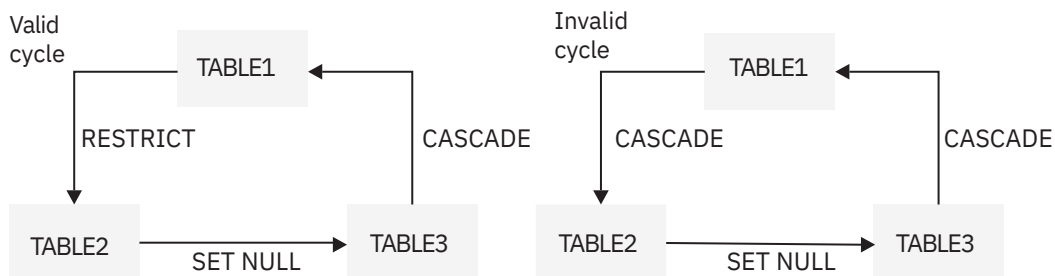 Valid
cycle
TABLE1
RESTRICT
CASCADE
TABLE2
SET NULL
TABLE3
Invalid
cycle
TABLE1
CASCADE
CASCADE
TABLE2
SET NULL
TABLE3